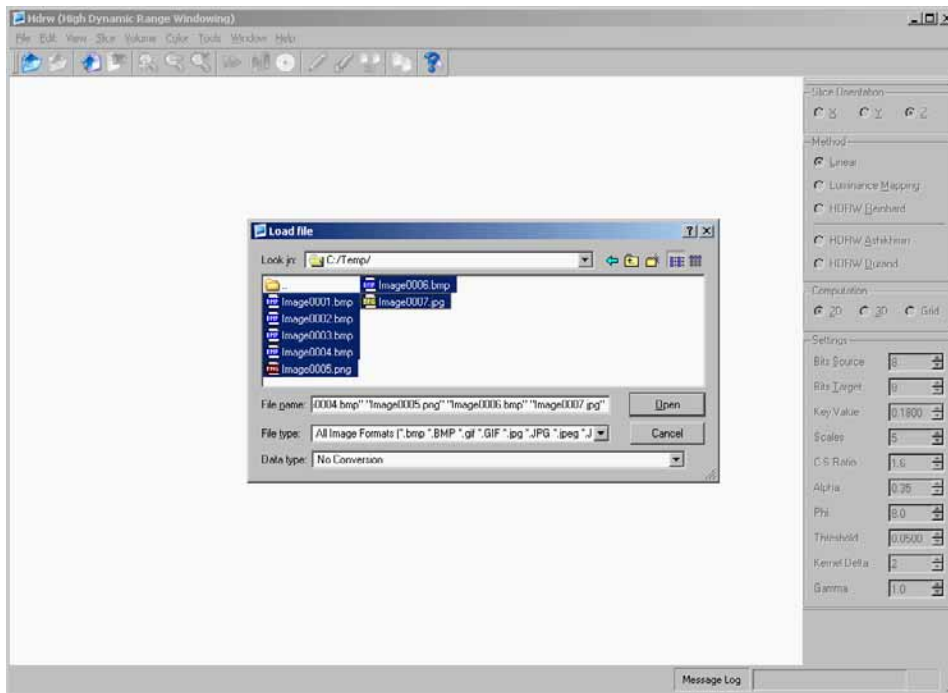 Hdrw (High Dynamic Range Windowing)
File Edit View Slice Volume Color Tools Window Help
Slice Orientation
X Y Z
Method
Linear
Luminance Mapping
HDRW Reinhard
HDRW Ashikhmin
HDRW Durand
Computation
2D 3D Grid
Settings
Bits Source 8
Bits Target 8
Key Value 0.1800
Scales 5
C-S Ratio 1.6
Alpha 0.35
Phi 8.0
Threshold 0.0500
Kernel Delta 2
Gamma 1.0
Load file
Look in: C:/Temp/
..
Image0001.bmp
Image0002.bmp
Image0003.bmp
Image0004.bmp
Image0005.png
Image0006.bmp
Image0007.jpg
File name: 0004.bmp" "Image0005.png" "Image0006.bmp" "Image0007.jpg"
Open
File type: All Image Formats (*.bmp *.BMP *.gif *.GIF *.jpg *.JPG *.jpeg *.J
Cancel
Data type: No Conversion
Message Log